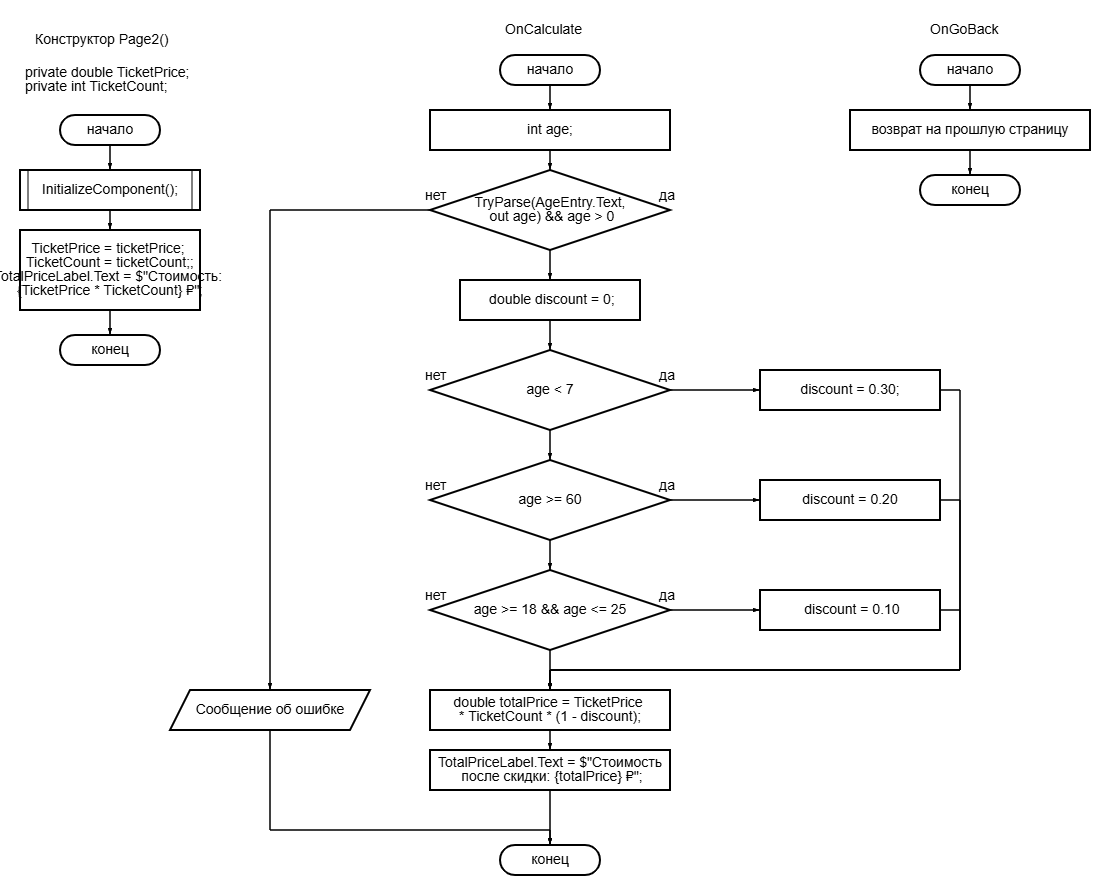 Конструктор Page2()
private double TicketPrice;
private int TicketCount;
начало
InitializeComponent();
TicketPrice = ticketPrice;
TicketCount = ticketCount;;
TotalPriceLabel.Text = $"Стоимость:
{TicketPrice * TicketCount} ₽";
конец
OnCalculate
начало
int age;
нет
да
TryParse(AgeEntry.Text,
out age) && age > 0
double discount = 0;
нет
да
age < 7
discount = 0.30;
нет
да
age >= 60
discount = 0.20
нет
да
age >= 18 && age <= 25
discount = 0.10
Сообщение об ошибке
double totalPrice = TicketPrice
* TicketCount * (1 - discount);
TotalPriceLabel.Text = $"Стоимость
после скидки: {totalPrice} ₽";
конец
OnGoBack
начало
возврат на прошлую страницу
конец